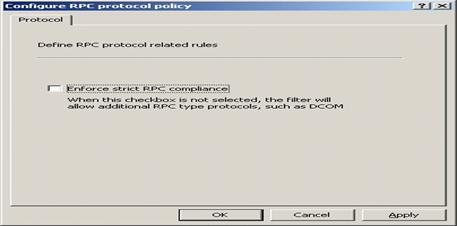 Configure RPC protocol policy
Protocol
Define RPC protocol related rules
Enforce strict RPC compliance
When this checkbox is not selected, the filter will
allow additional RPC type protocols, such as DCOM
OK Cancel Apply